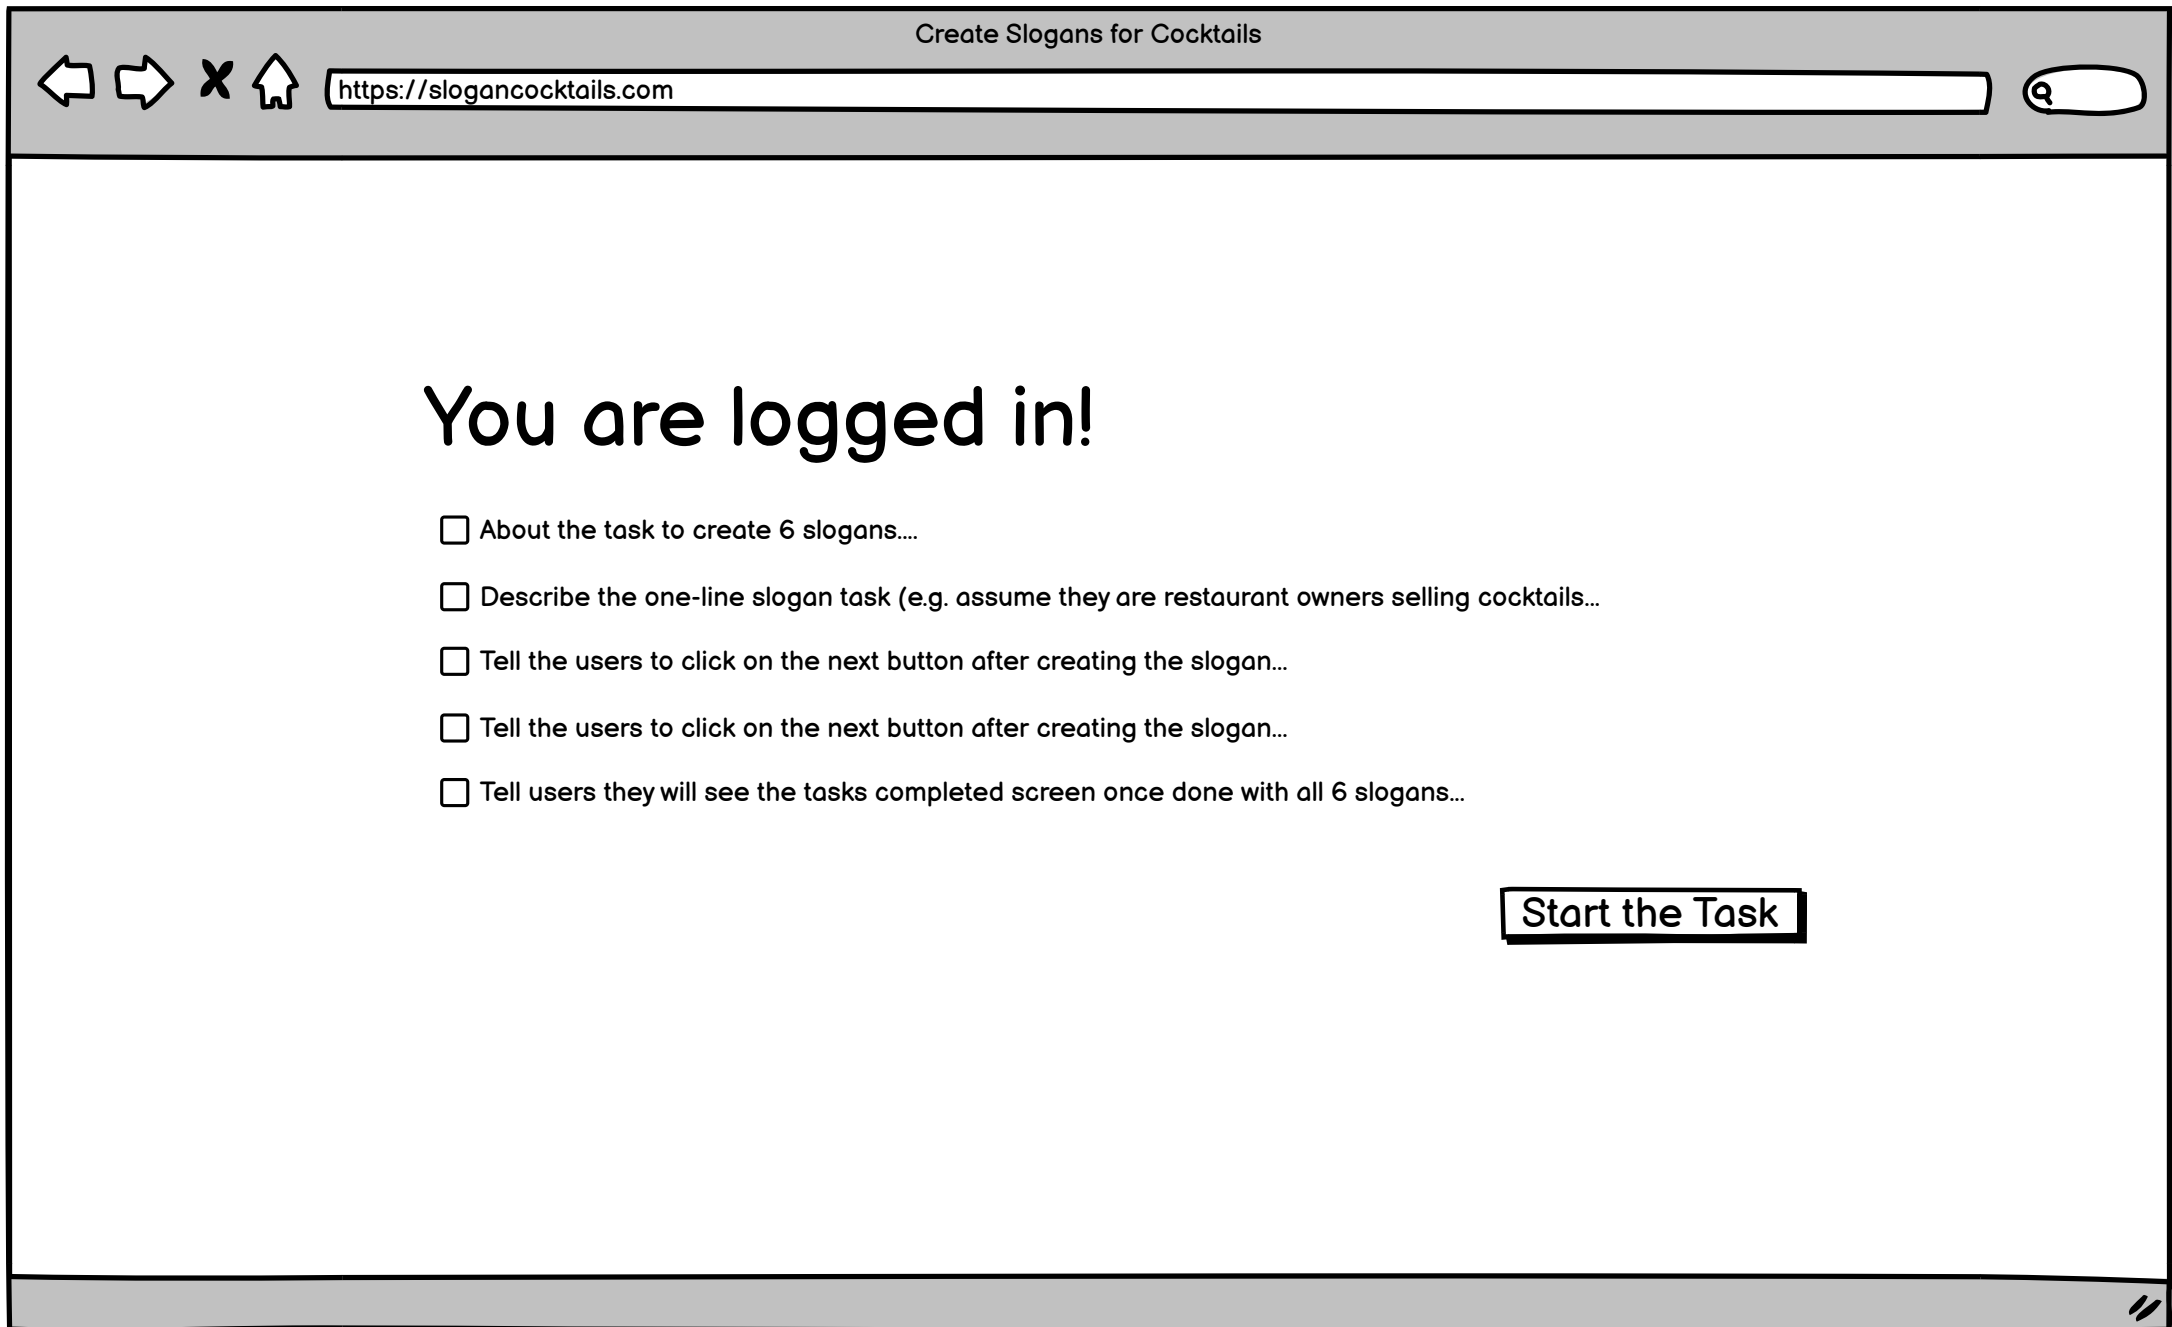 Create Slogans for Cocktails
https://slogancocktails.com
You are logged in!
About the task to create 6 slogans....
Describe the one-line slogan task (e.g. assume they are restaurant owners selling cocktails...
Tell the users to click on the next button after creating the slogan...
Tell the users to click on the next button after creating the slogan...
Tell users they will see the tasks completed screen once done with all 6 slogans...
Start the Task